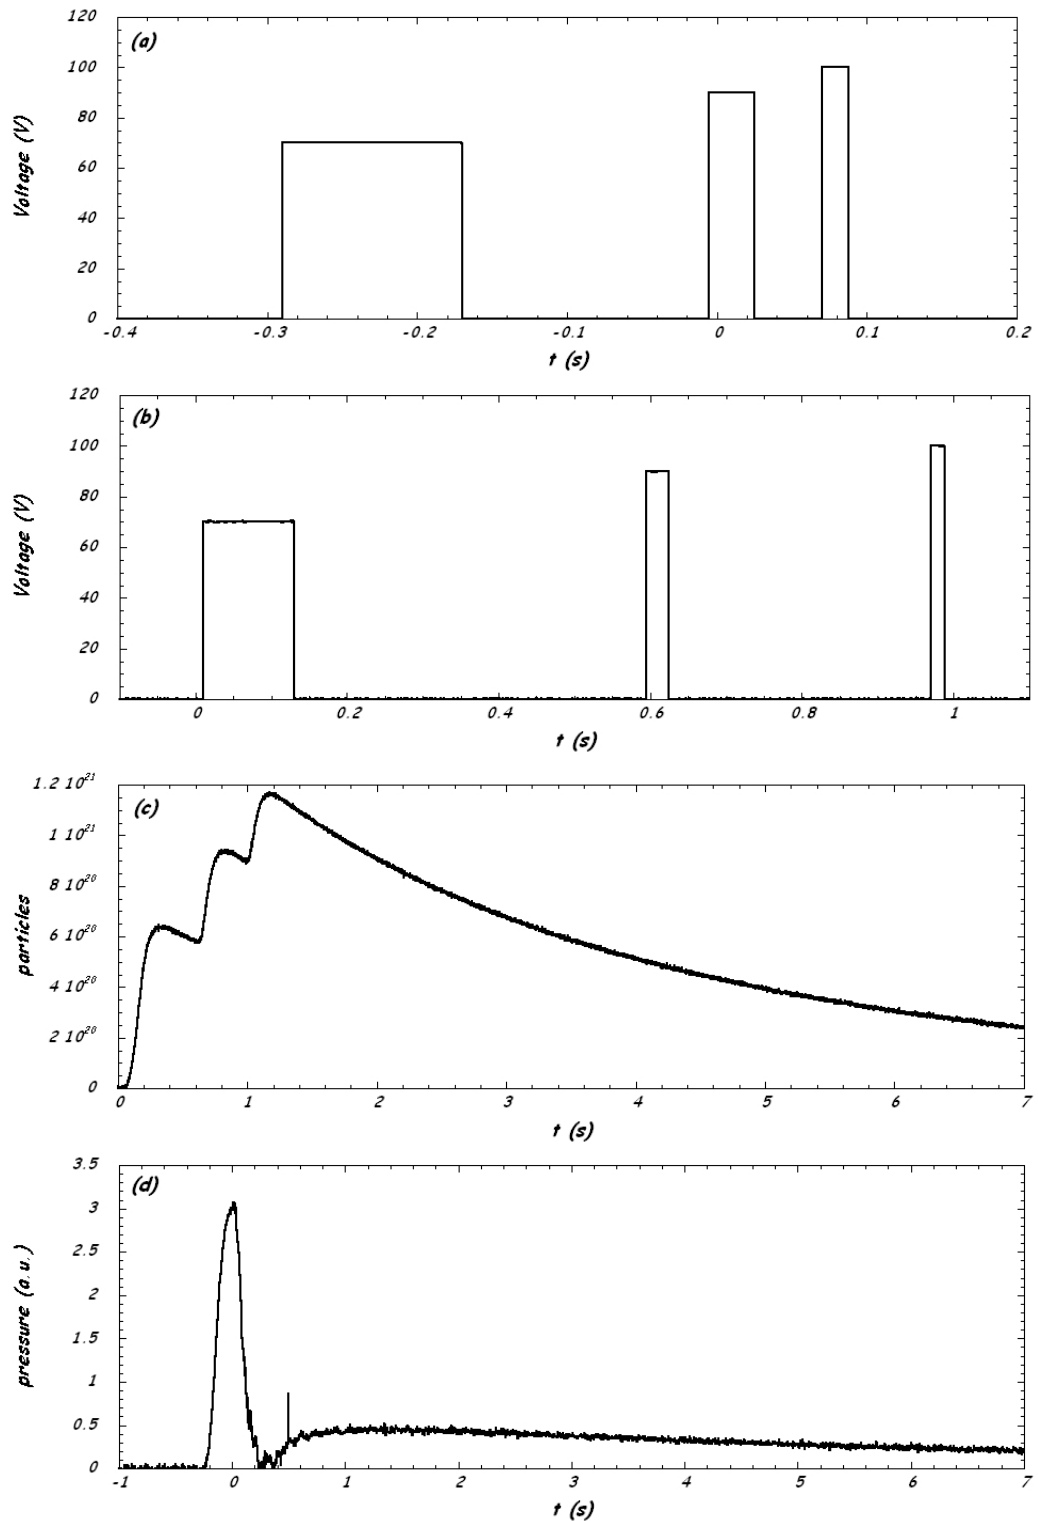 120
(a)
100
80
60
40
20
0
Voltage (V)
-0.4 -0.3 -0.2 -0.1 0 0.1 0.2
t (s)
120
(b)
100
80
60
40
20
0
Voltage (V)
0 0.2 0.4 0.6 0.8 1
t (s)
1.2 10²¹
(c)
1 10²¹
8 10²⁰
6 10²⁰
4 10²⁰
2 10²⁰
0
particles
0 1 2 3 4 5 6 7
t (s)
3.5
(d)
3
2.5
2
1.5
1
0.5
0
pressure (a.u.)
-1 0 1 2 3 4 5 6 7
t (s)